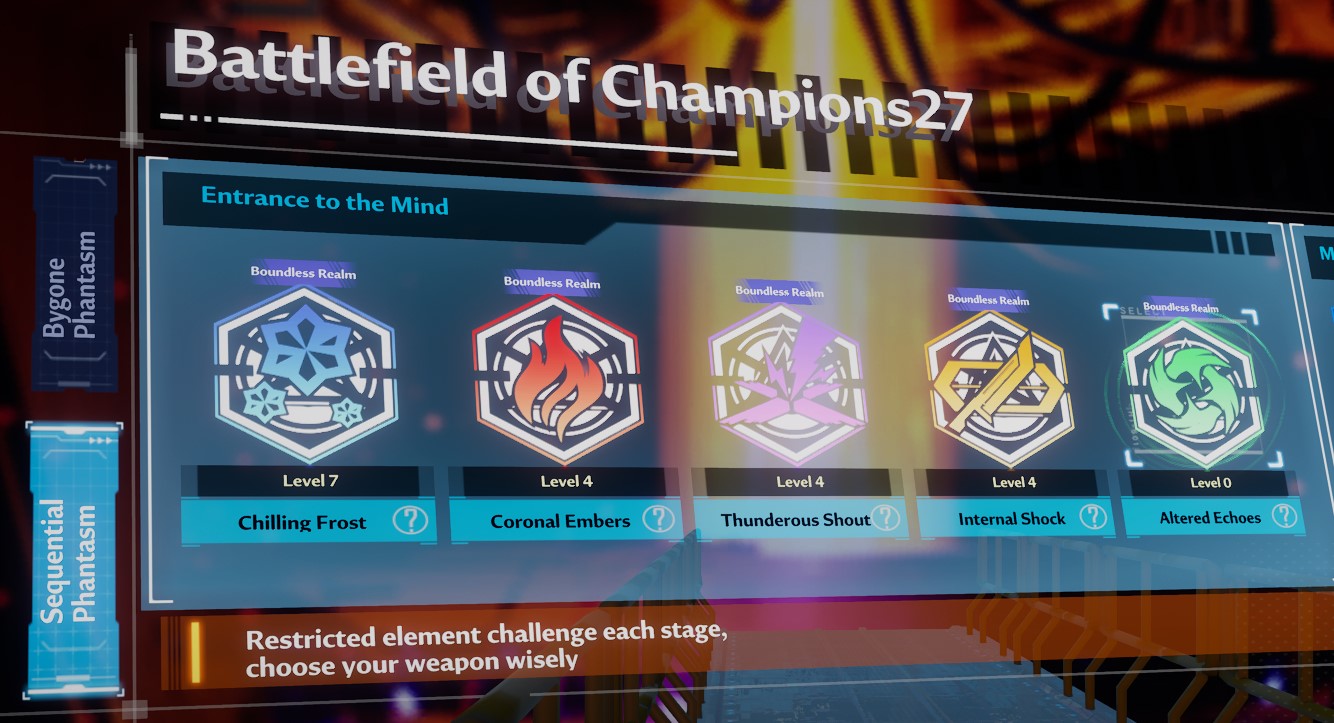 Battlefield of Champions27
Bygone
Phantasm
Sequential
Phantasm
Entrance to the Mind
Boundless Realm
Level 7
Chilling Frost
Boundless Realm
Level 4
Coronal Embers
Boundless Realm
Level 4
Thunderous Shout
Boundless Realm
Level 4
Internal Shock
SELECT
Boundless Realm
Level 0
Altered Echoes
M
Restricted element challenge each stage,
choose your weapon wisely